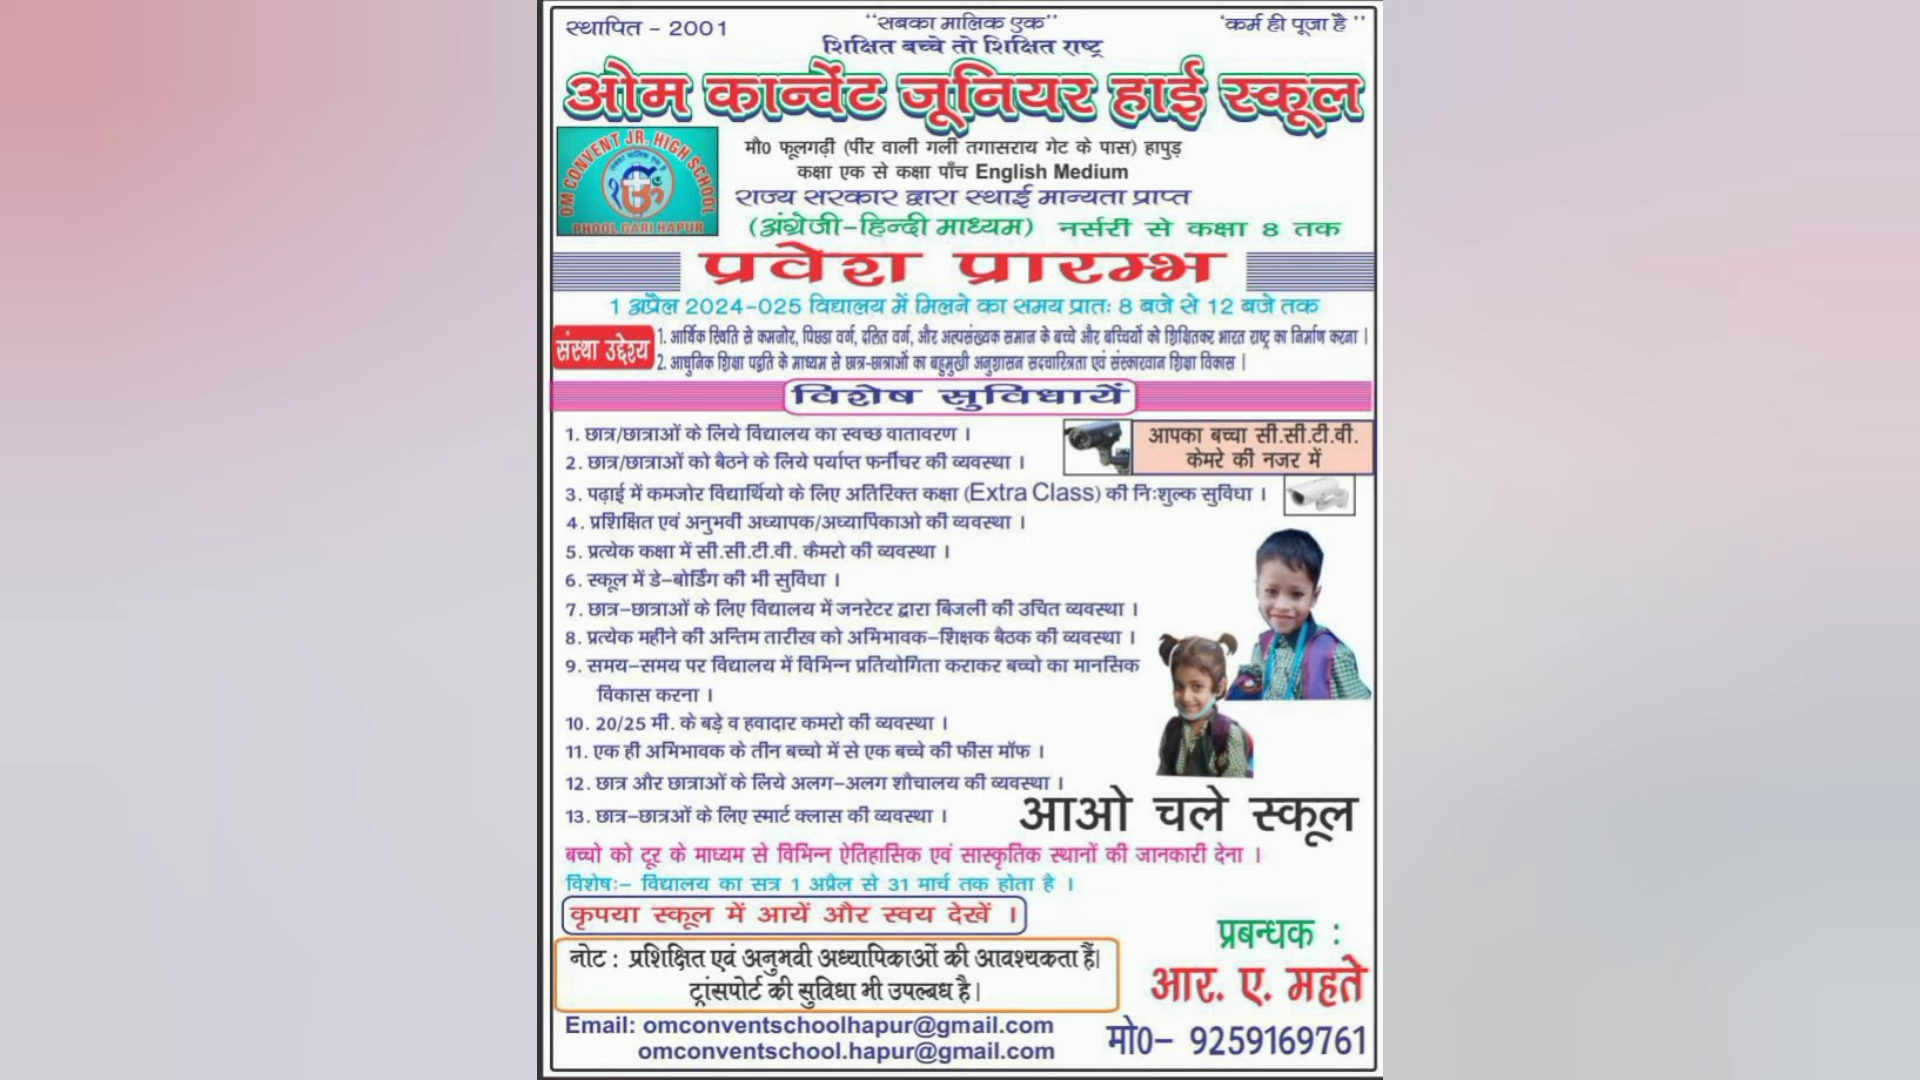 स्थापित - 2001
“सबका मालिक एक”
‘कर्म ही पूजा है’’
शिक्षित बच्चे तो शिक्षित राष्ट्र
ओम कान्वेंट जूनियर हाई स्कूल
OM CONVENT JR. HIGH SCHOOL
सबका मालिक एक है
PHOOL GARI HAPUR
मौ0 फूलगढ़ी (पीर वाली गली तगासराय गेट के पास) हापुड़
कक्षा एक से कक्षा पाँच English Medium
राज्य सरकार द्वारा स्थाई मान्यता प्राप्त
(अंग्रेजी-हिन्दी माध्यम) नर्सरी से कक्षा 8 तक
प्रवेश प्रारम्भ
1 अप्रैल 2024-025 विद्यालय में मिलने का समय प्रातः 8 बजे से 12 बजे तक
संस्था उद्देश्य
1. आर्थिक स्थिति से कमजोर, पिछडा वर्ग, दलित वर्ग, और अल्पसंख्यक समाज के बच्चे और बच्चियों को शिक्षितकर भारत राष्ट्र का निर्माण करना ।
2. आधुनिक शिक्षा पद्वति के माध्यम से छात्र-छात्राओं का बहुमुखी अनुशासन सदचारित्रता एवं संस्कारवान शिक्षा विकास ।
विशेष सुविधायें
1. छात्र/छात्राओं के लिये विद्यालय का स्वच्छ वातावरण ।
आपका बच्चा सी.सी.टी.वी.
केमरे की नजर में
2. छात्र/छात्राओं को बैठने के लिये पर्याप्त फर्नीचर की व्यवस्था ।
3. पढ़ाई में कमजोर विद्यार्थियो के लिए अतिरिक्त कक्षा (Extra Class) की निःशुल्क सुविधा ।
4. प्रशिक्षित एवं अनुभवी अध्यापक/अध्यापिकाओ की व्यवस्था ।
5. प्रत्येक कक्षा में सी.सी.टी.वी. कैमरो की व्यवस्था ।
6. स्कूल में डे-बोर्डिंग की भी सुविधा ।
7. छात्र-छात्राओं के लिए विद्यालय में जनरेटर द्वारा बिजली की उचित व्यवस्था ।
8. प्रत्येक महीने की अन्तिम तारीख को अभिभावक-शिक्षक बैठक की व्यवस्था ।
9. समय-समय पर विद्यालय में विभिन्न प्रतियोगिता कराकर बच्चो का मानसिक
विकास करना ।
10. 20/25 मी. के बड़े व हवादार कमरो की व्यवस्था ।
11. एक ही अभिभावक के तीन बच्चो में से एक बच्चे की फीस मॉफ ।
12. छात्र और छात्राओं के लिये अलग-अलग शौचालय की व्यवस्था ।
13. छात्र-छात्रओं के लिए स्मार्ट क्लास की व्यवस्था ।
आओ चले स्कूल
बच्चो को टूर के माध्यम से विभिन्न ऐतिहासिक एवं सास्कृतिक स्थानों की जानकारी देना ।
विशेषः- विद्यालय का सत्र 1 अप्रैल से 31 मार्च तक होता है ।
कृपया स्कूल में आयें और स्वय देखें ।
नोट : प्रशिक्षित एवं अनुभवी अध्यापिकाओं की आवश्यकता हैं।
ट्रांसपोर्ट की सुविधा भी उपल्बध है।
प्रबन्धक :
आर. ए. महते
Email: omconventschoolhapur@gmail.com
omconventschool.hapur@gmail.com
मो0- 9259169761